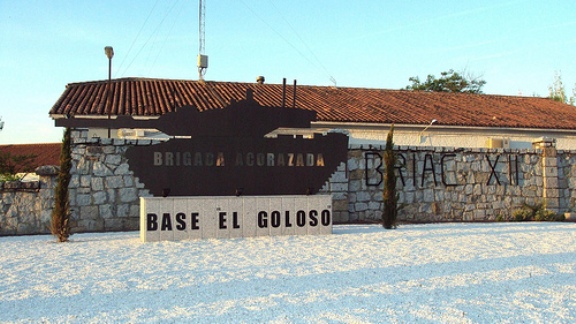 BRIGADA ACORAZADA
BRIAC XII
BASE EL GOLOSO